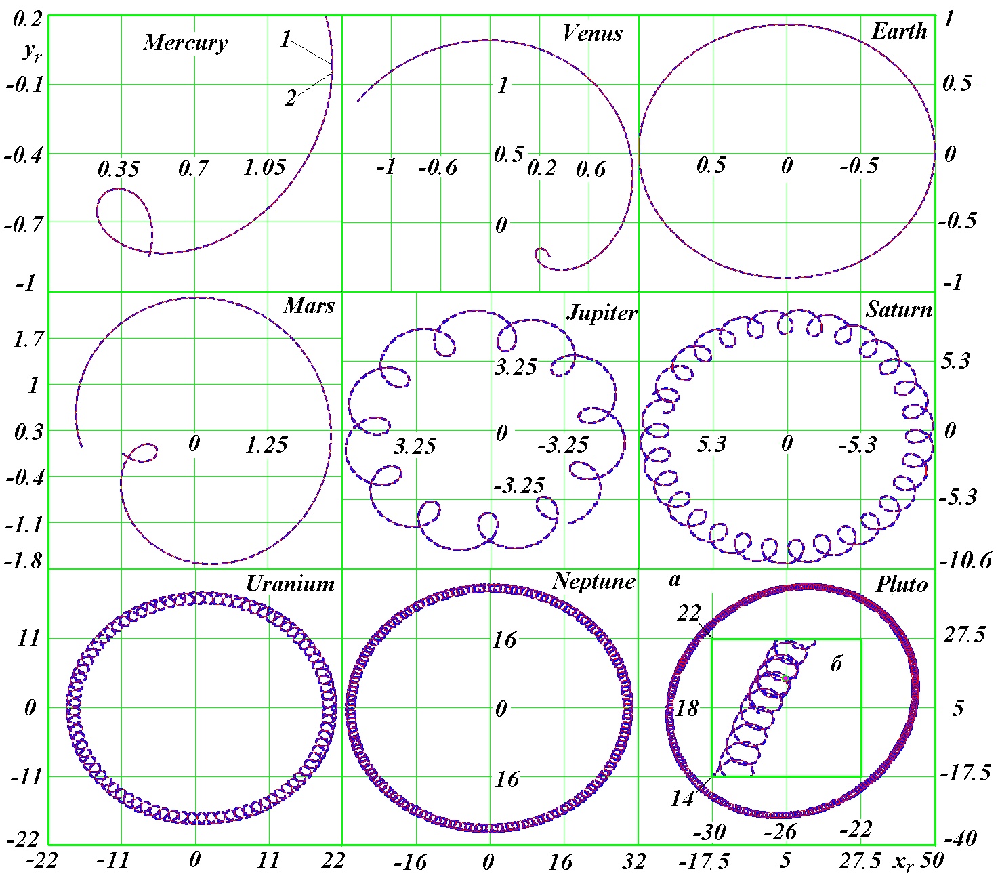 0.2 Mercury 1 Venus Earth 1
y_r
-0.1 2 1 0.5
-0.4 0.35 0.7 1.05 -1 -0.6 0.5 0.2 0.6 0.5 0 -0.5 0
-0.7 0 -0.5
-1 -1
Mars Jupiter Saturn
1.7 3.25 5.3
1
0.3 0 1.25 3.25 0 -3.25 5.3 0 -5.3 0
-0.4 -3.25 -5.3
-1.1
-1.8 -10.6
Uranium Neptune a Pluto
22
11 16 27.5
б
0 0 18 5
-11 16 14 -17.5
-30 -26 -22
-22 -40
-22 -11 0 11 22 -16 0 16 32 -17.5 5 27.5 x_r 50